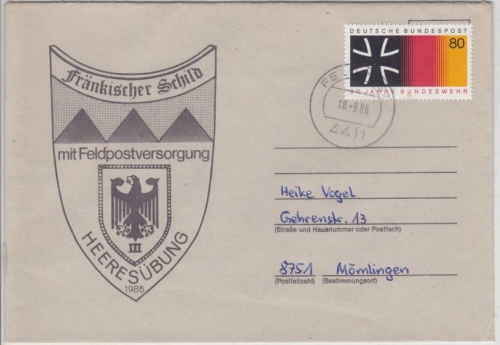 Fränkischer Schild
mit Feldpostversorgung
III
HEERESÜBUNG
1986
DEUTSCHE BUNDESPOST
80
30 JAHRE BUNDESWEHR
18.-9.86
4411
Heike Vogel
Gehrenstr. 13
(Straße und Hausnummer oder Postfach)
8751 Mömlingen
(Postleitzahl) (Bestimmungsort)